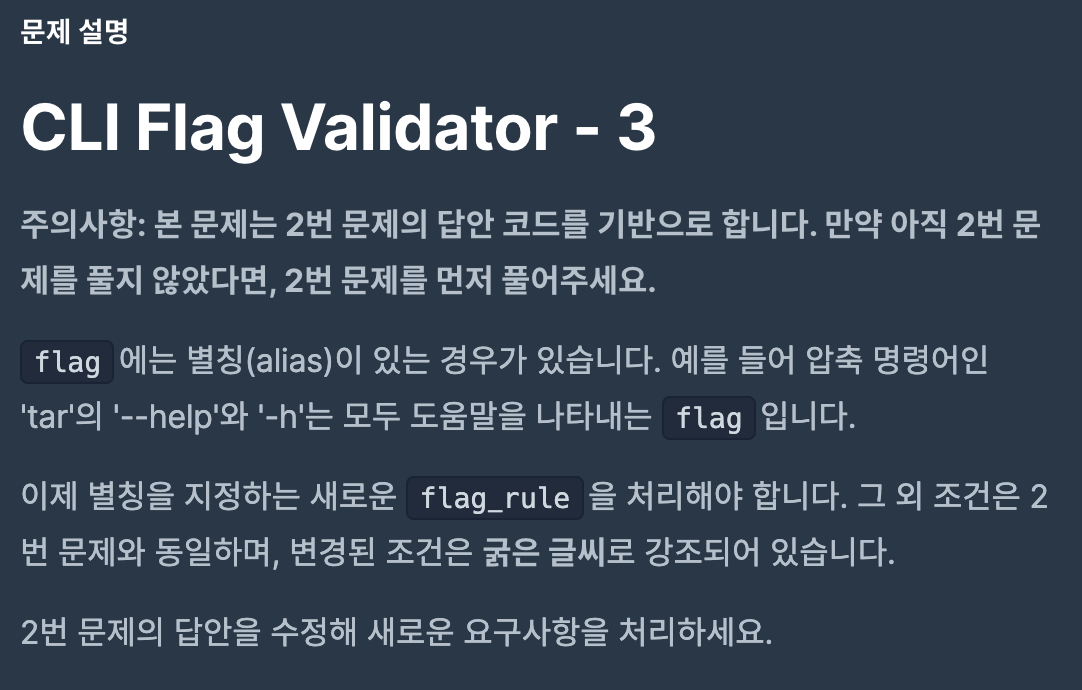 문제 설명
CLI Flag Validator - 3
주의사항: 본 문제는 2번 문제의 답안 코드를 기반으로 합니다. 만약 아직 2번 문
제를 풀지 않았다면, 2번 문제를 먼저 풀어주세요.
flag 에는 별칭(alias)이 있는 경우가 있습니다. 예를 들어 압축 명령어인
'tar'의 '--help'와 '-h'는 모두 도움말을 나타내는 flag 입니다.
이제 별칭을 지정하는 새로운 flag_rule 을 처리해야 합니다. 그 외 조건은 2
번 문제와 동일하며, 변경된 조건은 굵은 글씨로 강조되어 있습니다.
2번 문제의 답안을 수정해 새로운 요구사항을 처리하세요.